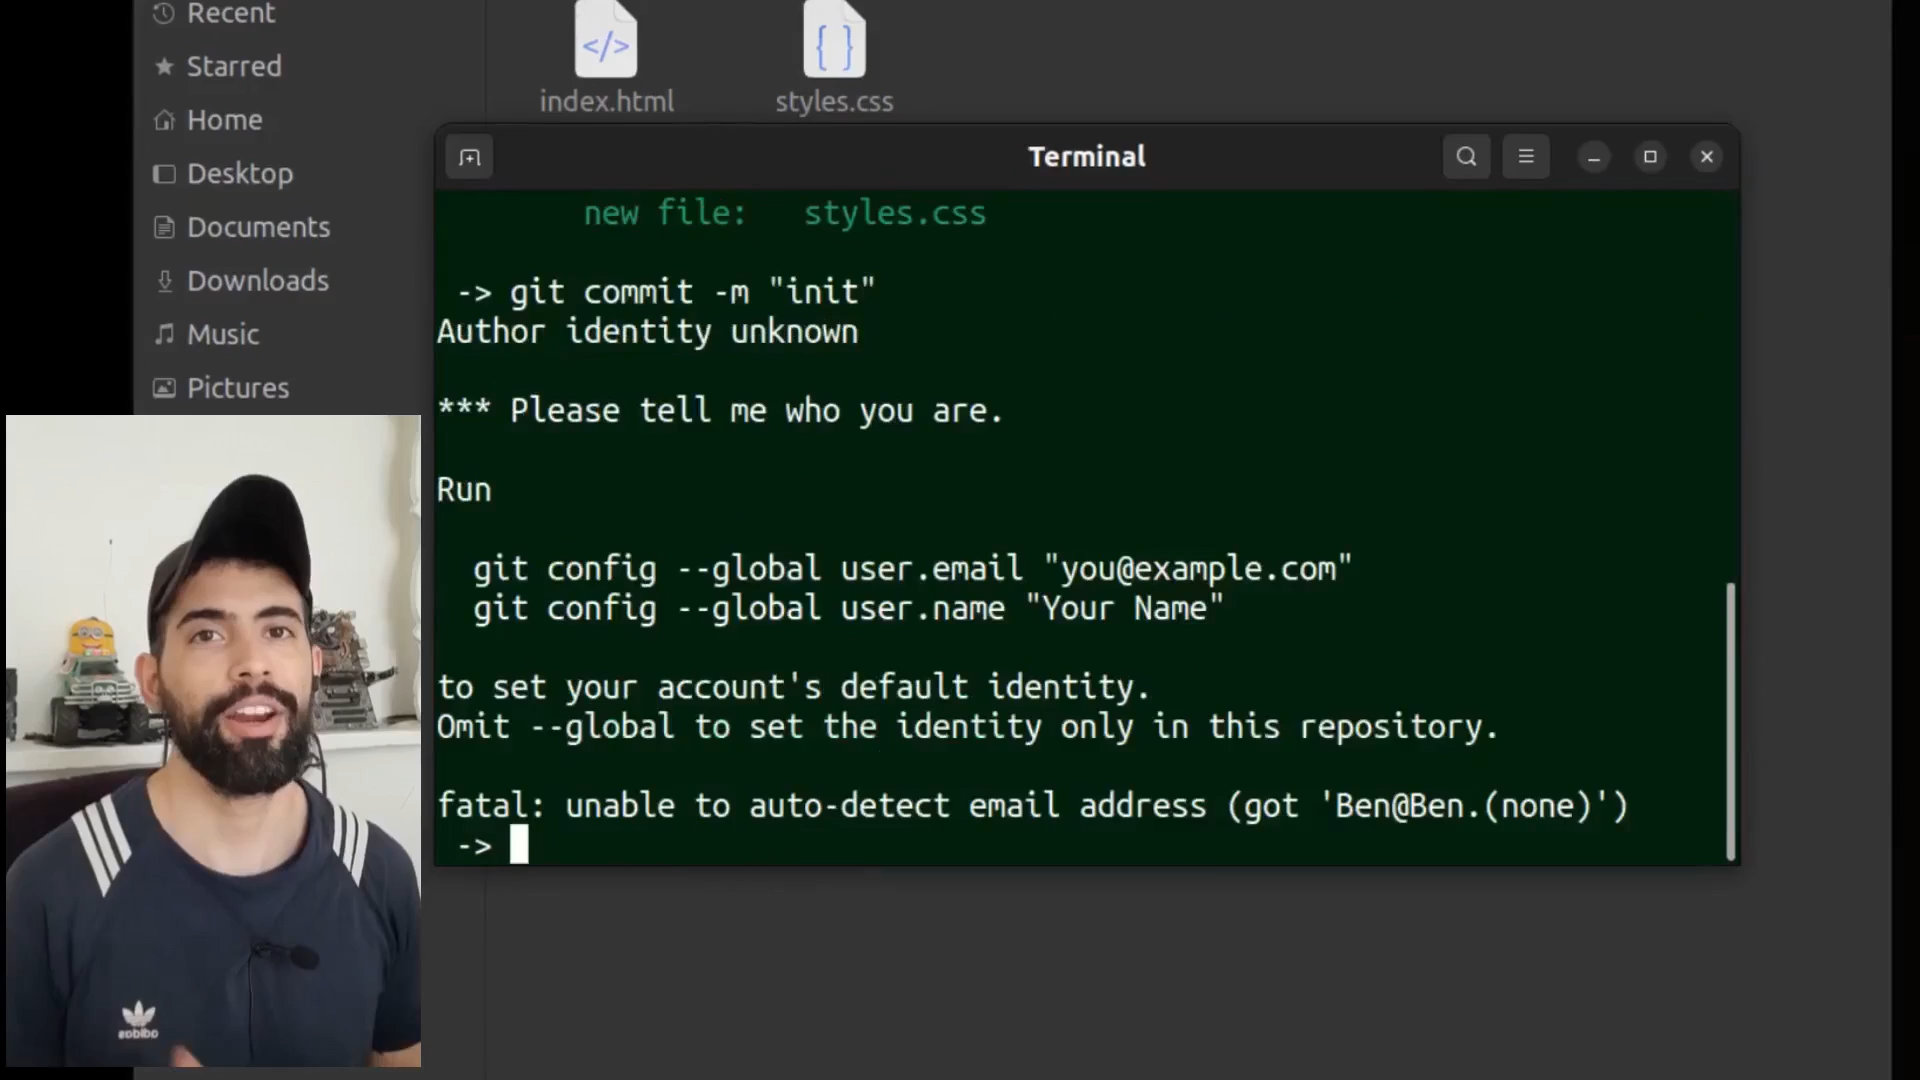 Recent
Starred
Home
Desktop
Documents
Downloads
Music
Pictures
</>
{ }
index.html
styles.css
Terminal
new file:   styles.css
-> git commit -m "init"
Author identity unknown
*** Please tell me who you are.
Run
git config --global user.email "you@example.com"
git config --global user.name "Your Name"
to set your account's default identity.
Omit --global to set the identity only in this repository.
fatal: unable to auto-detect email address (got 'Ben@Ben.(none)')
->
adidas